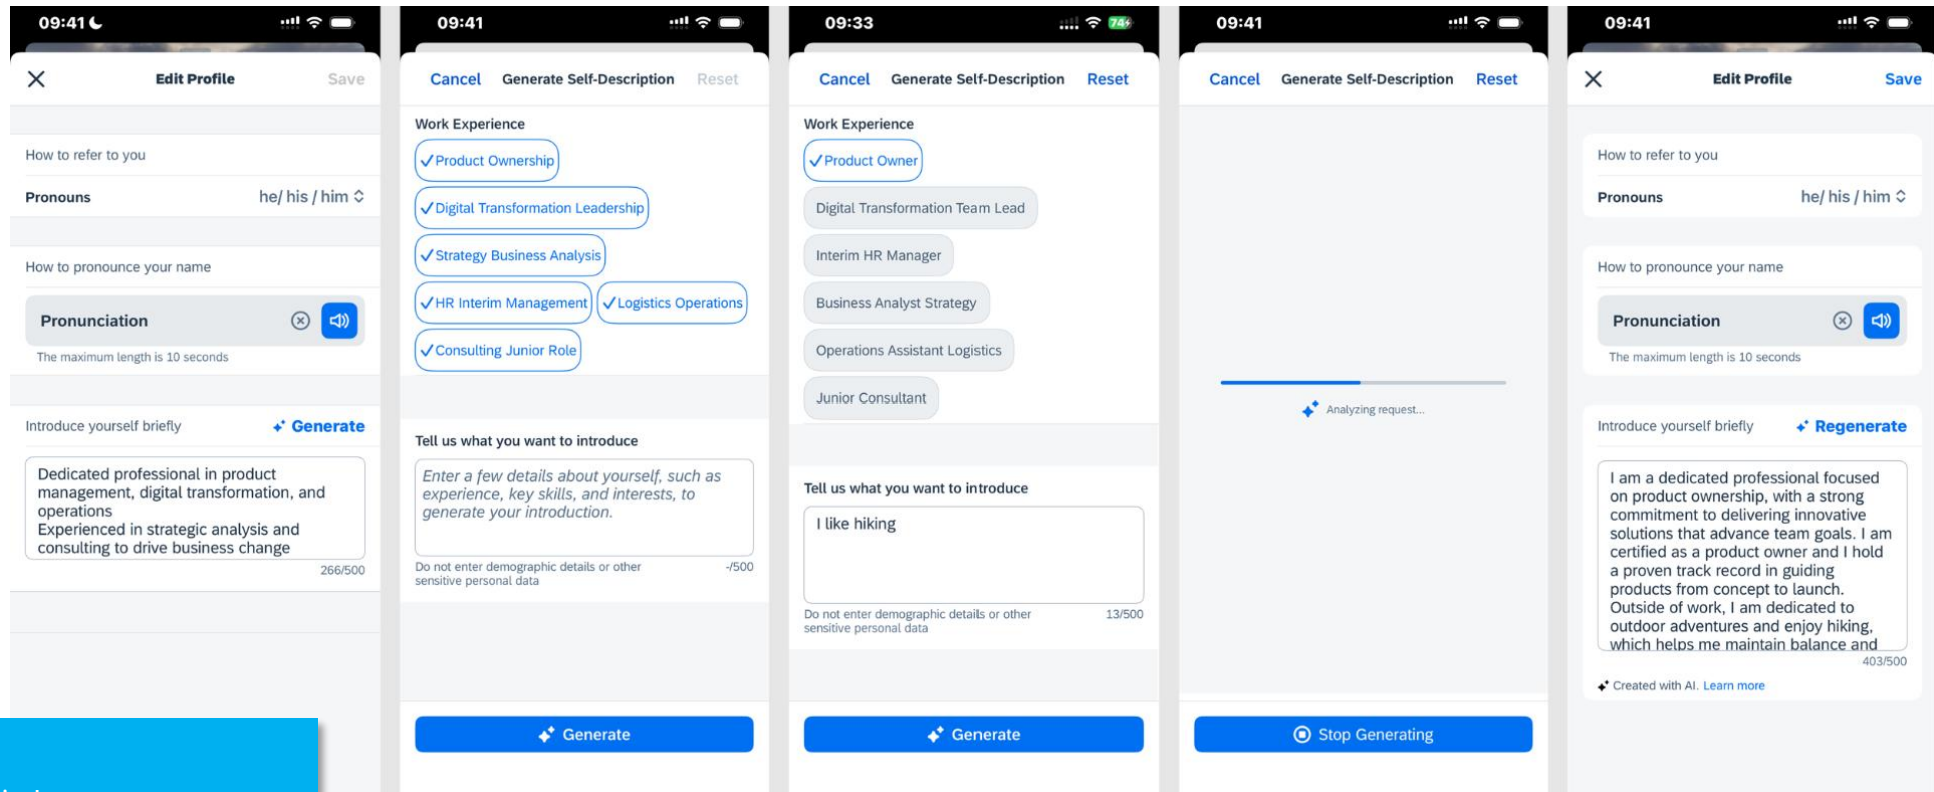 09:41
Edit Profile
Save
How to refer to you
Pronouns
he/ his / him
How to pronounce your name
Pronunciation
The maximum length is 10 seconds
Introduce yourself briefly
Generate
Dedicated professional in product
management, digital transformation, and
operations
Experienced in strategic analysis and
consulting to drive business change
266/500
09:41
Cancel
Generate Self-Description
Reset
Work Experience
Product Ownership
Digital Transformation Leadership
Strategy Business Analysis
HR Interim Management
Logistics Operations
Consulting Junior Role
Tell us what you want to introduce
Enter a few details about yourself, such as
experience, key skills, and interests, to
generate your introduction.
Do not enter demographic details or other
sensitive personal data
-/500
Generate
09:33
74
Cancel
Generate Self-Description
Reset
Work Experience
Product Owner
Digital Transformation Team Lead
Interim HR Manager
Business Analyst Strategy
Operations Assistant Logistics
Junior Consultant
Tell us what you want to introduce
I like hiking
Do not enter demographic details or other
sensitive personal data
13/500
Generate
09:41
Cancel
Generate Self-Description
Reset
Analyzing request...
Stop Generating
09:41
Edit Profile
Save
How to refer to you
Pronouns
he/ his / him
How to pronounce your name
Pronunciation
The maximum length is 10 seconds
Introduce yourself briefly
Regenerate
I am a dedicated professional focused
on product ownership, with a strong
commitment to delivering innovative
solutions that advance team goals. I am
certified as a product owner and I hold
a proven track record in guiding
products from concept to launch.
Outside of work, I am dedicated to
outdoor adventures and enjoy hiking,
which helps me maintain balance and
403/500
Created with AI. Learn more